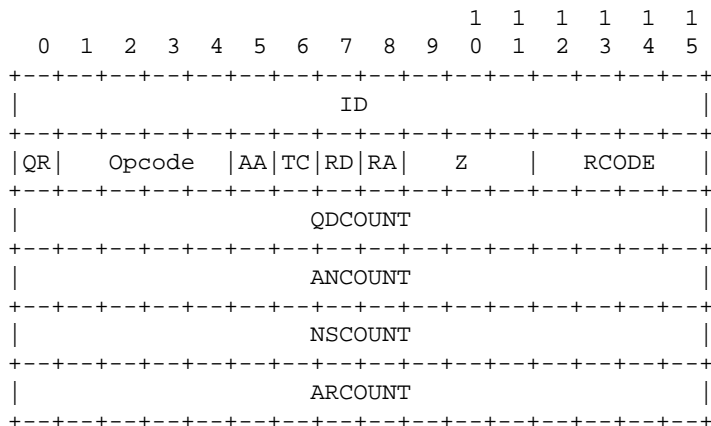 1  1  1  1  1  1
  0  1  2  3  4  5  6  7  8  9  0  1  2  3  4  5
+--+--+--+--+--+--+--+--+--+--+--+--+--+--+--+--+
|                      ID                       |
+--+--+--+--+--+--+--+--+--+--+--+--+--+--+--+--+
|QR|   Opcode  |AA|TC|RD|RA|   Z    |   RCODE   |
+--+--+--+--+--+--+--+--+--+--+--+--+--+--+--+--+
|                    QDCOUNT                    |
+--+--+--+--+--+--+--+--+--+--+--+--+--+--+--+--+
|                    ANCOUNT                    |
+--+--+--+--+--+--+--+--+--+--+--+--+--+--+--+--+
|                    NSCOUNT                    |
+--+--+--+--+--+--+--+--+--+--+--+--+--+--+--+--+
|                    ARCOUNT                    |
+--+--+--+--+--+--+--+--+--+--+--+--+--+--+--+--+